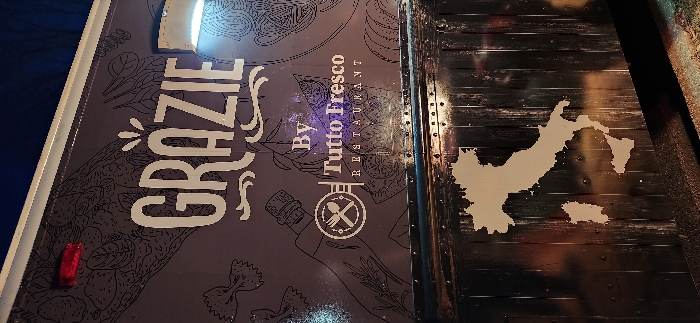 GRAZIE
By
Tutto Fresco
RESTAURANT